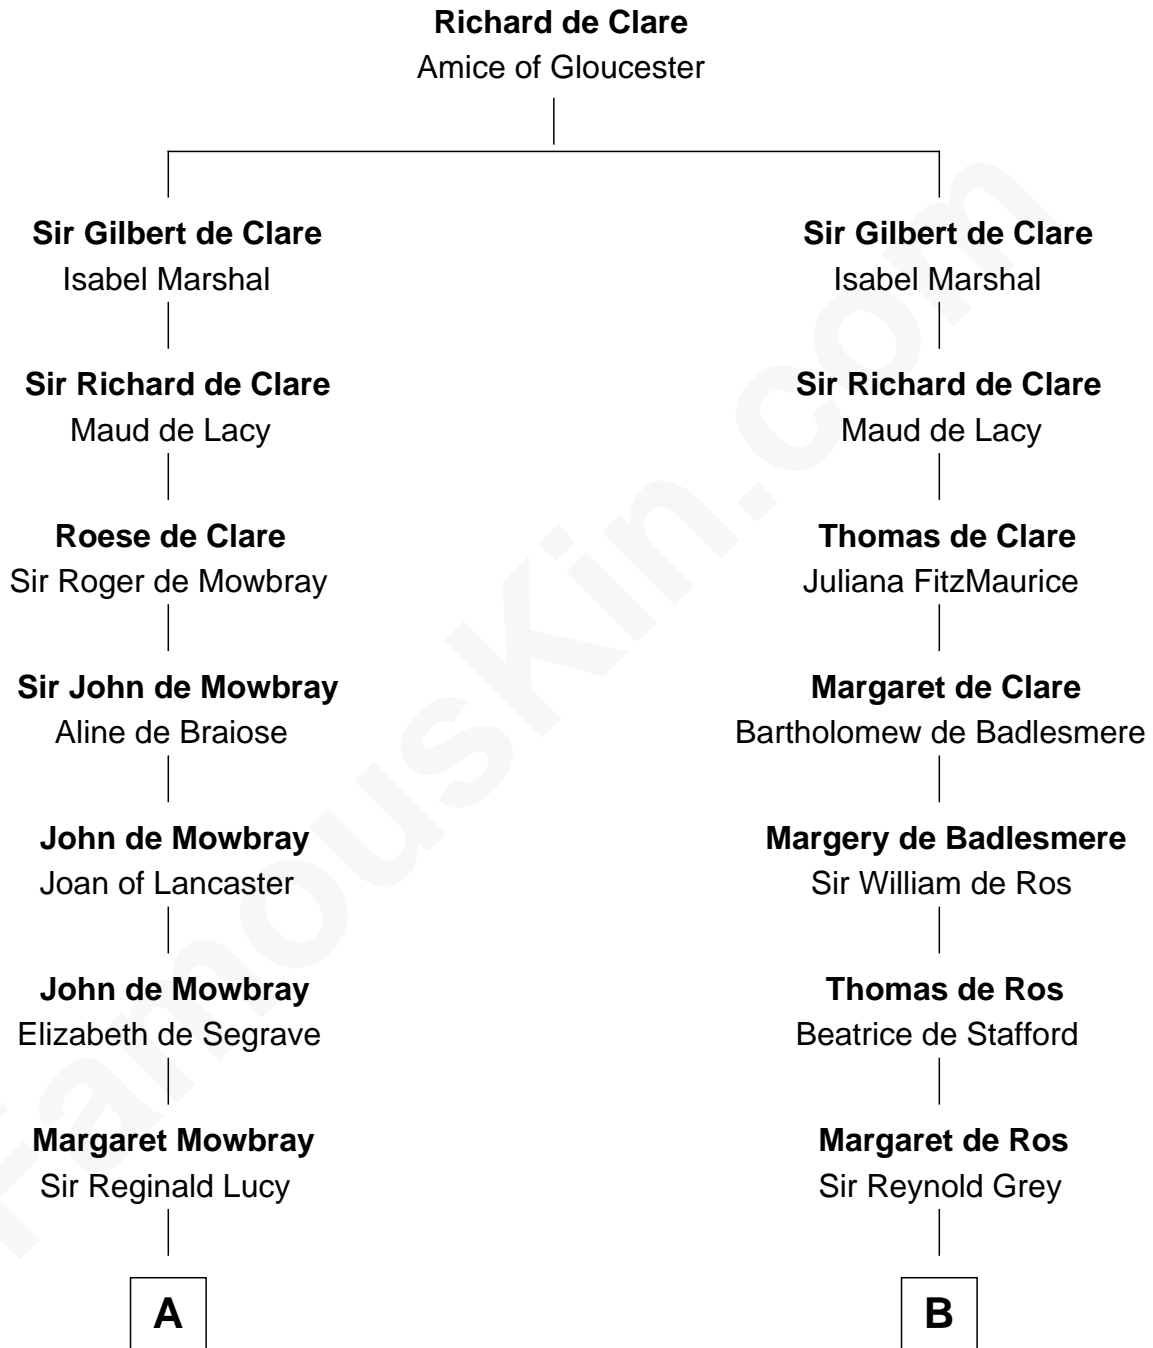 Richard de Clare
Amice of Gloucester
Sir Gilbert de Clare
Isabel Marshal
Sir Richard de Clare
Maud de Lacy
Roese de Clare
Sir Roger de Mowbray
Sir John de Mowbray
Aline de Braiose
John de Mowbray
Joan of Lancaster
John de Mowbray
Elizabeth de Segrave
Margaret Mowbray
Sir Reginald Lucy
A
Sir Gilbert de Clare
Isabel Marshal
Sir Richard de Clare
Maud de Lacy
Thomas de Clare
Juliana FitzMaurice
Margaret de Clare
Bartholomew de Badlesmere
Margery de Badlesmere
Sir William de Ros
Thomas de Ros
Beatrice de Stafford
Margaret de Ros
Sir Reynold Grey
B
FamousKin.com